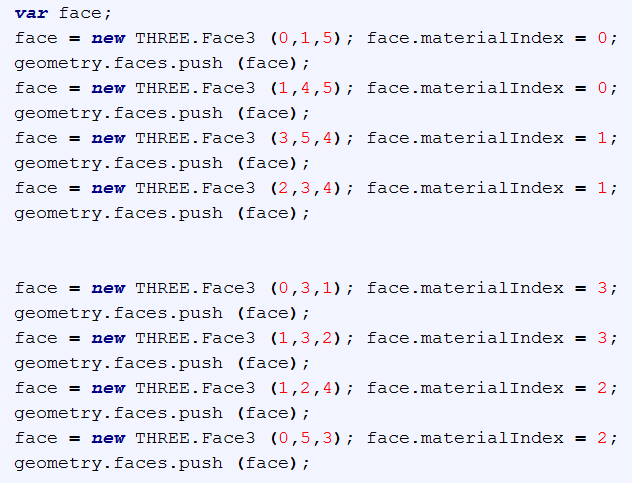 var face;
face = new THREE.Face3 (0,1,5); face.materialIndex = 0;
geometry.faces.push (face);
face = new THREE.Face3 (1,4,5); face.materialIndex = 0;
geometry.faces.push (face);
face = new THREE.Face3 (3,5,4); face.materialIndex = 1;
geometry.faces.push (face);
face = new THREE.Face3 (2,3,4); face.materialIndex = 1;
geometry.faces.push (face);
face = new THREE.Face3 (0,3,1); face.materialIndex = 3;
geometry.faces.push (face);
face = new THREE.Face3 (1,3,2); face.materialIndex = 3;
geometry.faces.push (face);
face = new THREE.Face3 (1,2,4); face.materialIndex = 2;
geometry.faces.push (face);
face = new THREE.Face3 (0,5,3); face.materialIndex = 2;
geometry.faces.push (face);